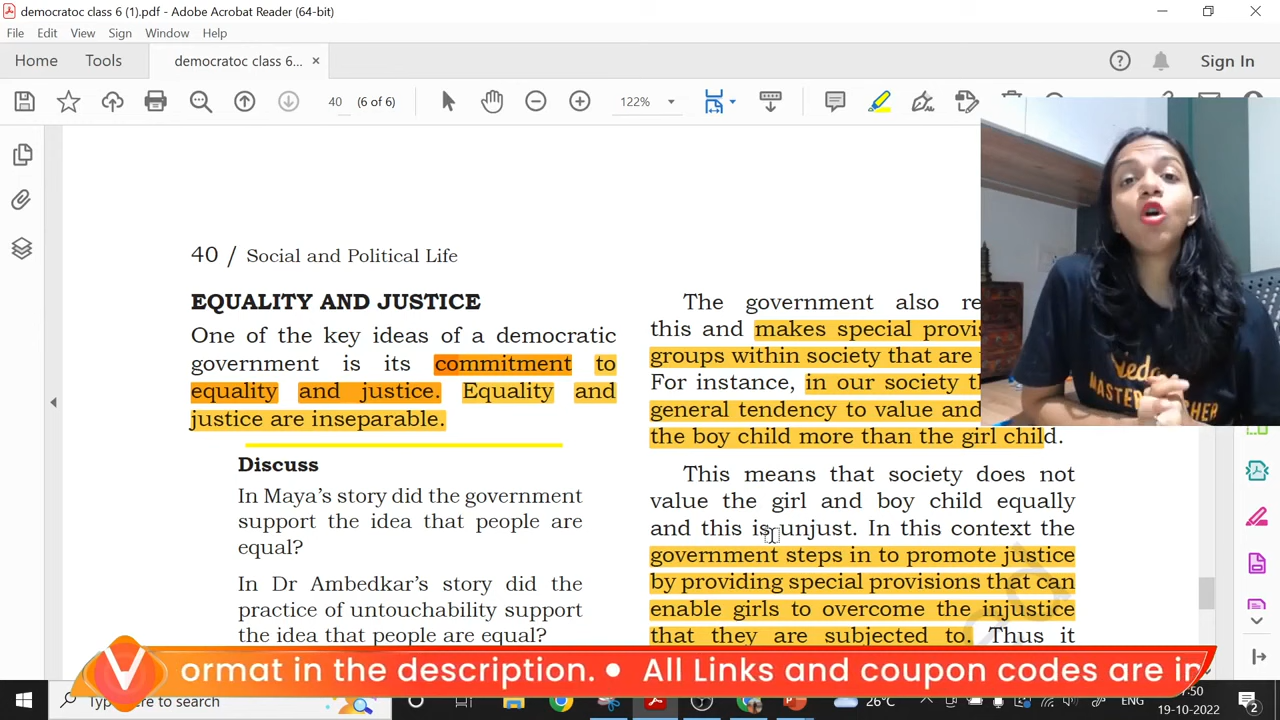 democratoc class 6 (1).pdf - Adobe Acrobat Reader (64-bit)
File Edit View Sign Window Help
Home Tools democratoc class 6... × Sign In
40 (6 of 6) 122%
40 / Social and Political Life
EQUALITY AND JUSTICE
One of the key ideas of a democratic
government is its commitment to
equality and justice. Equality and
justice are inseparable.
Discuss
In Maya's story did the government
support the idea that people are
equal?
In Dr Ambedkar's story did the
practice of untouchability support
the idea that people are equal?
The government also re
this and makes special provis
groups within society that are
For instance, in our society th
general tendency to value and
the boy child more than the girl child.
This means that society does not
value the girl and boy child equally
and this is unjust. In this context the
government steps in to promote justice
by providing special provisions that can
enable girls to overcome the injustice
that they are subjected to. Thus it
MASTER
V ormat in the description. • All Links and coupon codes are in
Type here to search
26°C ENG
:50
19-10-2022
2